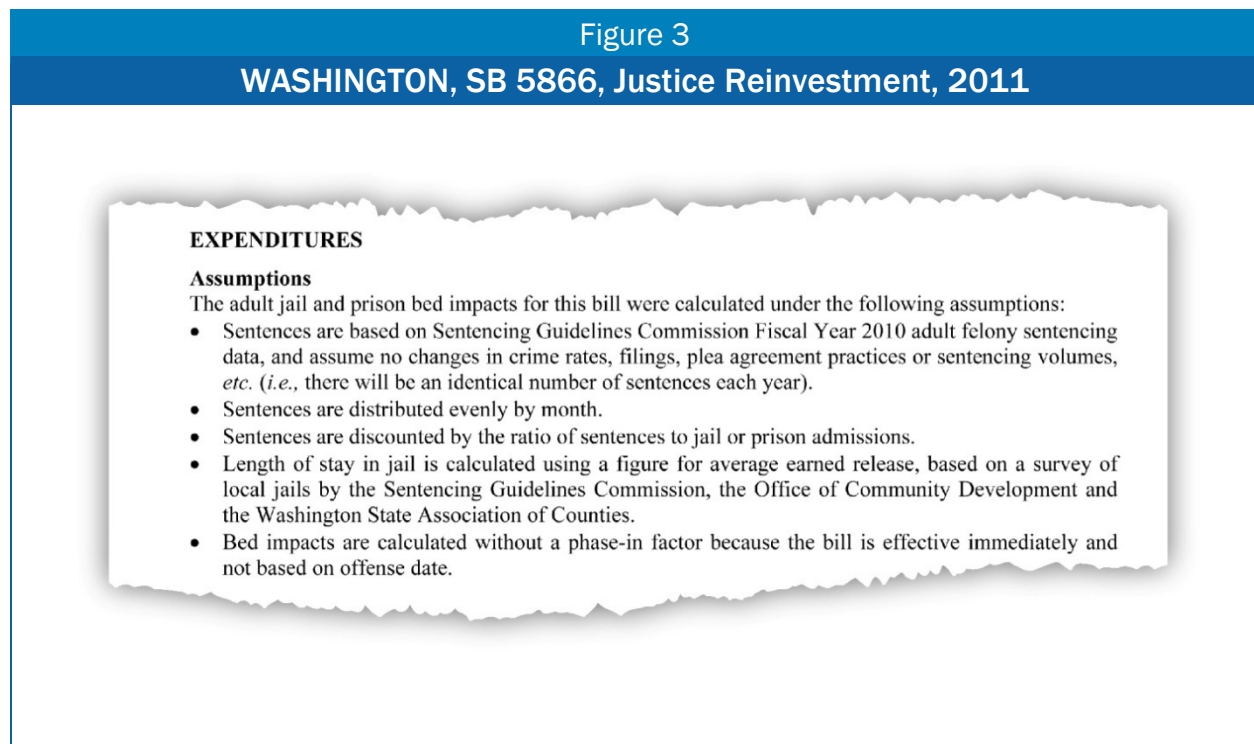 Figure 3
WASHINGTON, SB 5866, Justice Reinvestment, 2011
EXPENDITURES
Assumptions
The adult jail and prison bed impacts for this bill were calculated under the following assumptions:
• Sentences are based on Sentencing Guidelines Commission Fiscal Year 2010 adult felony sentencing
data, and assume no changes in crime rates, filings, plea agreement practices or sentencing volumes,
etc. (i.e., there will be an identical number of sentences each year).
• Sentences are distributed evenly by month.
• Sentences are discounted by the ratio of sentences to jail or prison admissions.
• Length of stay in jail is calculated using a figure for average earned release, based on a survey of
local jails by the Sentencing Guidelines Commission, the Office of Community Development and
the Washington State Association of Counties.
• Bed impacts are calculated without a phase-in factor because the bill is effective immediately and
not based on offense date.